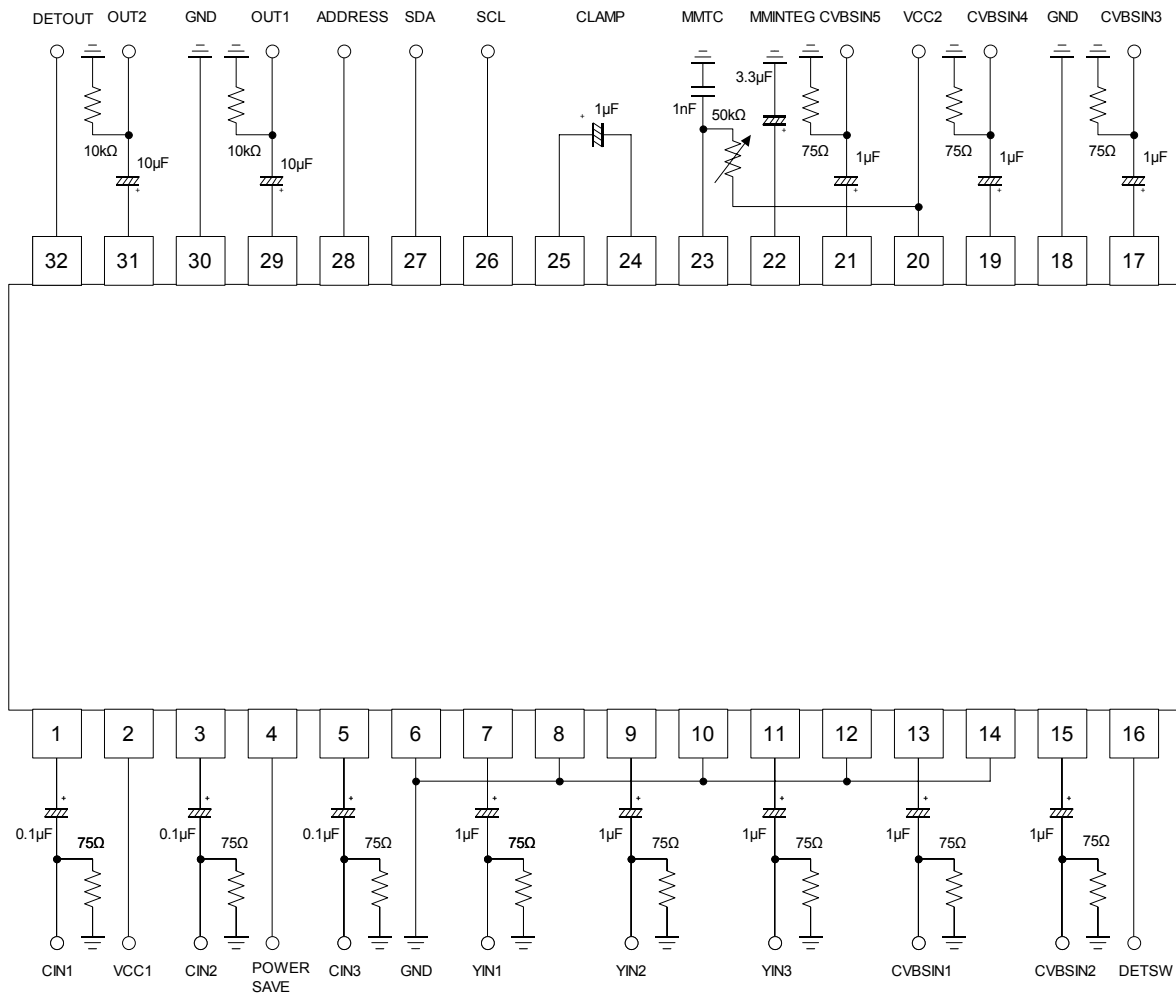 DETOUT OUT2 GND OUT1 ADDRESS SDA SCL CLAMP MMTC MMINTEG CVBSIN5 VCC2 CVBSIN4 GND CVBSIN3
3.3µF
1µF
+
1nF 50kΩ
10kΩ 10kΩ + 75Ω 75Ω 75Ω
10µF 10µF 1µF 1µF 1µF
+ + + + +
32 31 30 29 28 27 26 25 24 23 22 21 20 19 18 17
1 2 3 4 5 6 7 8 9 10 11 12 13 14 15 16
+ + + + + + + +
0.1µF 75Ω 0.1µF 75Ω 0.1µF 75Ω 1µF 75Ω 1µF 75Ω 1µF 75Ω 1µF 75Ω 1µF 75Ω
CIN1 VCC1 CIN2 POWER CIN3 GND YIN1 YIN2 YIN3 CVBSIN1 CVBSIN2 DETSW
SAVE